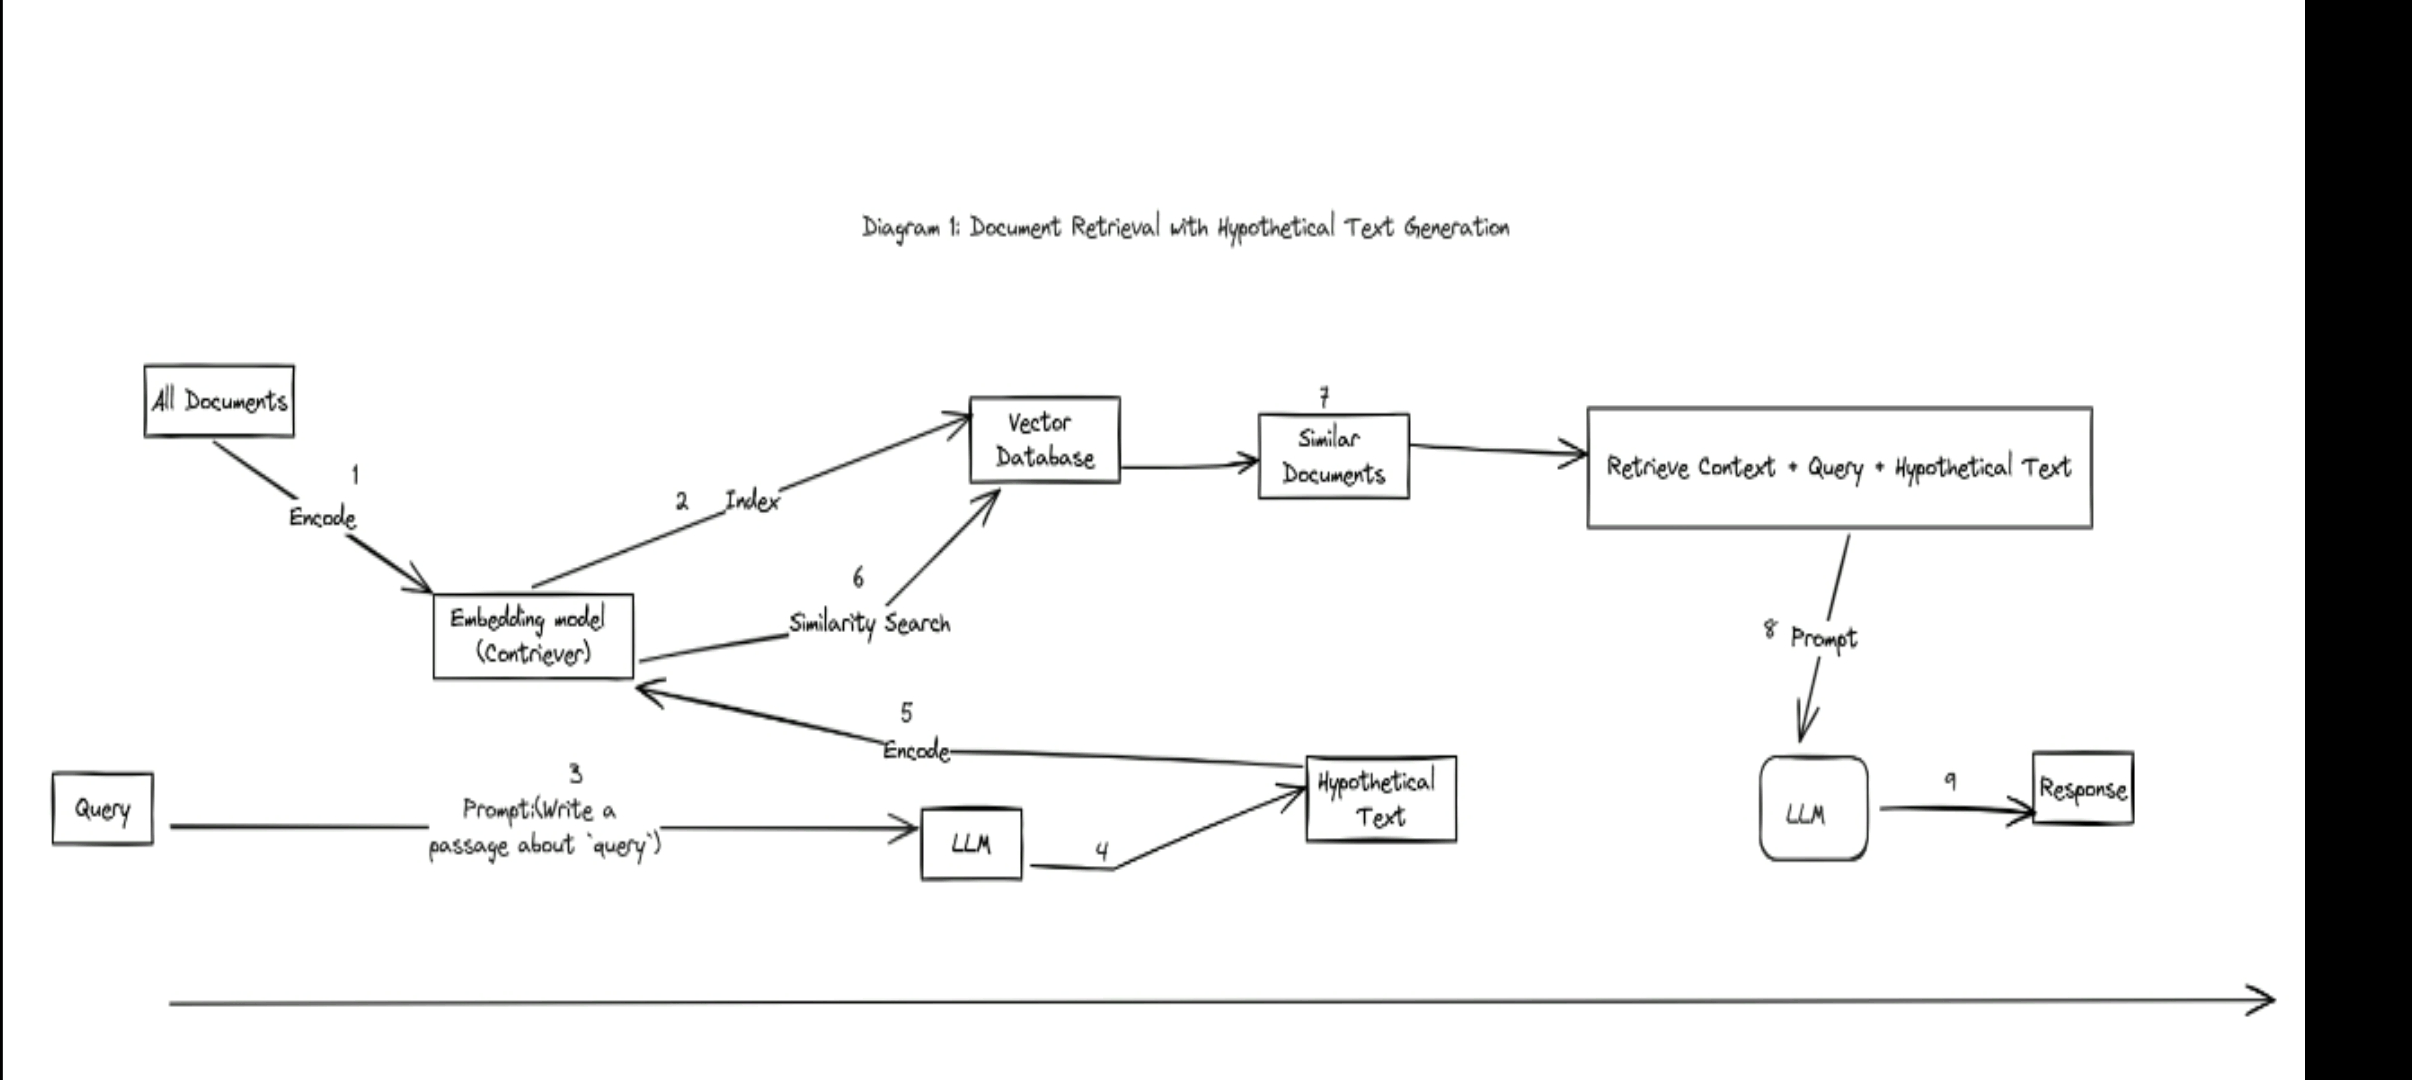 Diagram 1: Document Retrieval with Hypothetical Text Generation
All Documents
1
Encode
Embedding model
(Contriever)
2 Index
Vector
Database
6
Similarity Search
7
Similar
Documents
Retrieve Context + Query + Hypothetical Text
5
Encode
Query
3
Prompt:(Write a
passage about `query`)
LLM
4
Hypothetical
Text
8 Prompt
LLM
9
Response